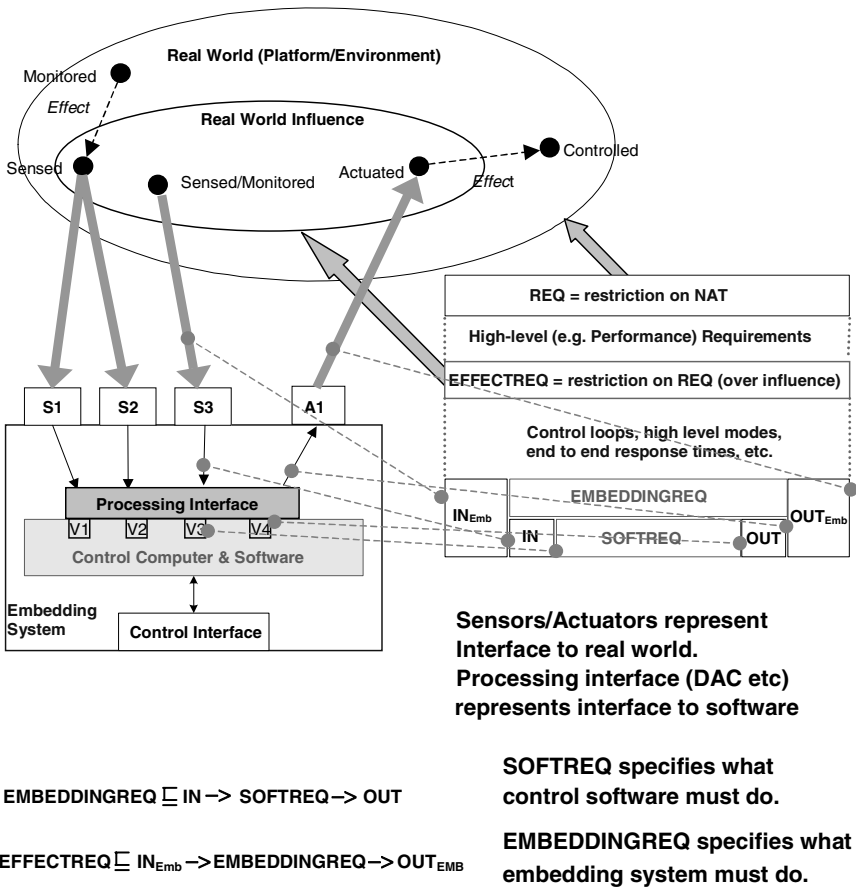 Real World (Platform/Environment)
Monitored
Effect
Real World Influence
Sensed
Sensed/Monitored
Actuated
Effect
Controlled
REQ = restriction on NAT
High-level (e.g. Performance) Requirements
EFFECTREQ = restriction on REQ (over influence)
Control loops, high level modes,
end to end response times, etc.
S1 S2 S3 A1
Processing Interface
V1 V2 V3 V4
Control Computer & Software
Embedding
System
Control Interface
EMBEDDINGREQ
IN_Emb
IN SOFTREQ OUT
OUT_Emb
Sensors/Actuators represent
Interface to real world.
Processing interface (DAC etc)
represents interface to software
SOFTREQ specifies what
control software must do.
EMBEDDINGREQ ⊑ IN –> SOFTREQ –> OUT
EMBEDDINGREQ specifies what
embedding system must do.
EFFECTREQ ⊑ IN_Emb –> EMBEDDINGREQ –> OUT_EMB